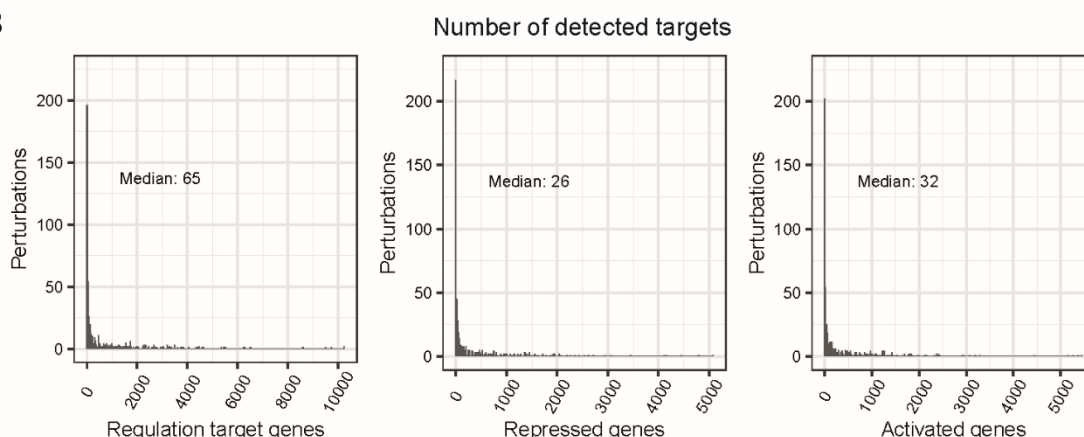 B
Number of detected targets
Perturbations
200
150
100
50
0
Median: 65
0 2000 4000 6000 8000 10000
Regulation target genes
Perturbations
200
150
100
50
0
Median: 26
0 1000 2000 3000 4000 5000
Repressed genes
Perturbations
200
150
100
50
0
Median: 32
0 1000 2000 3000 4000 5000
Activated genes